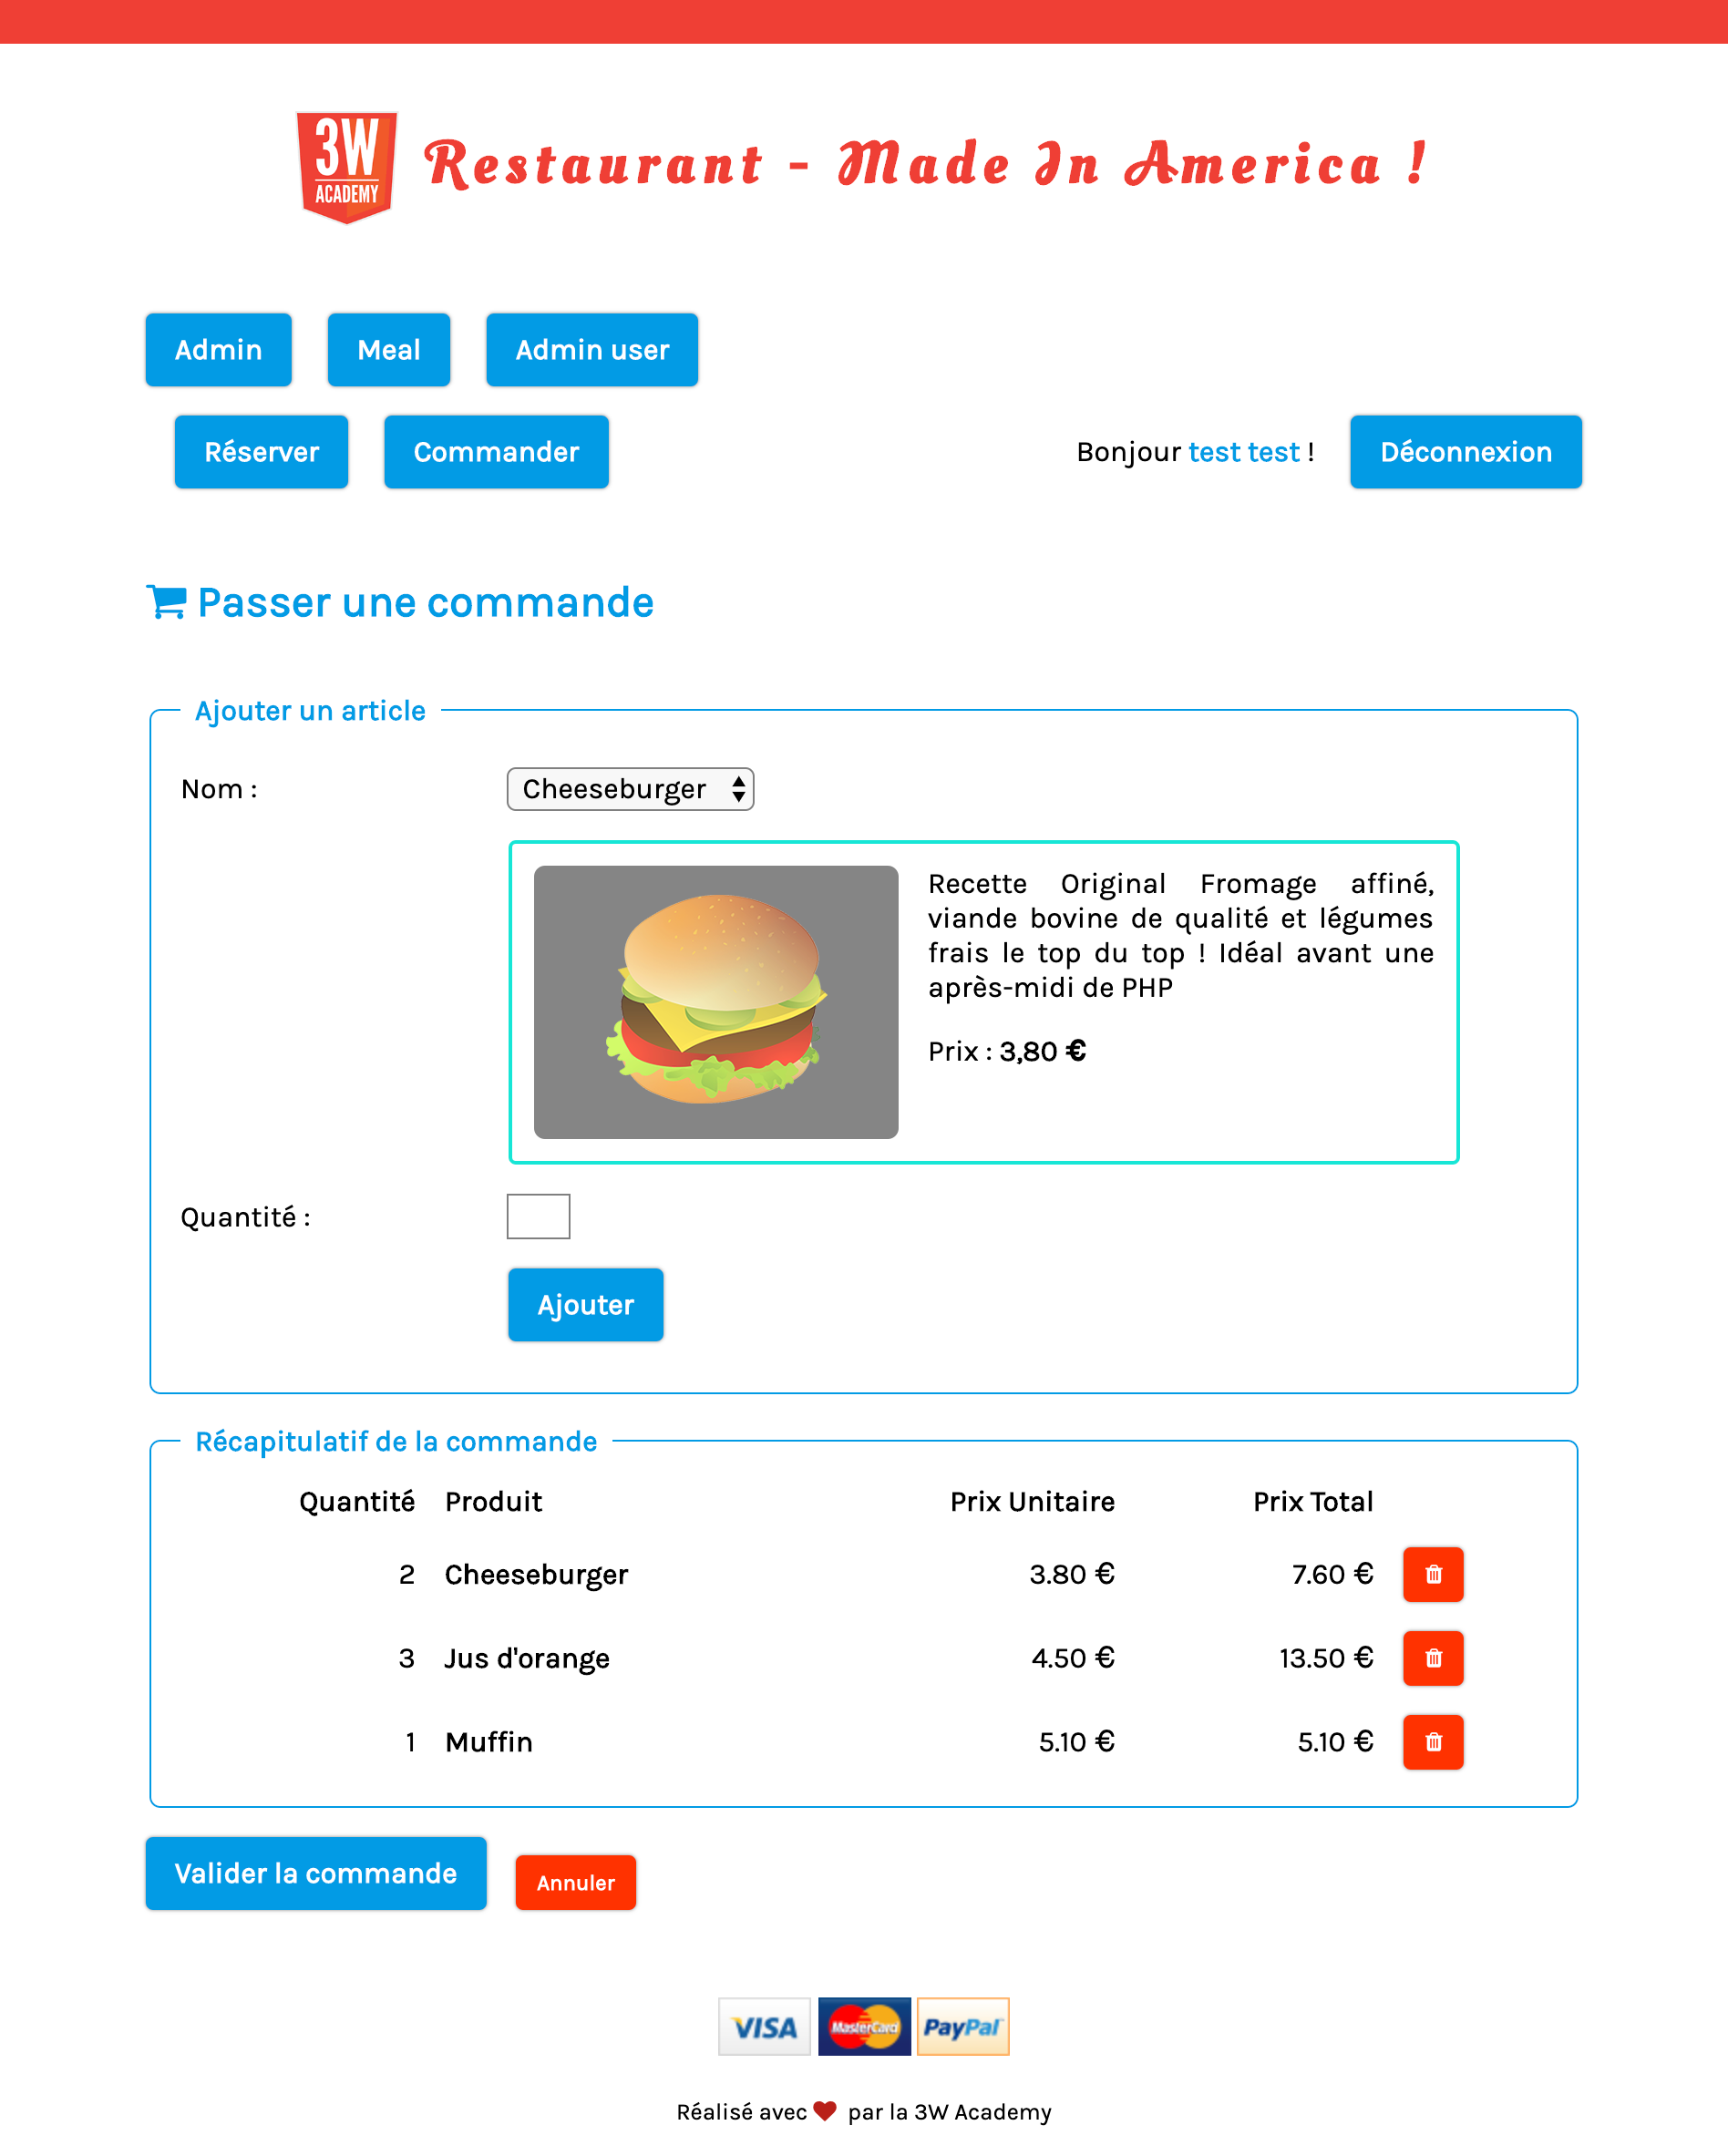 3W
ACADEMY
Restaurant - Made In America !
Admin
Meal
Admin user
Réserver
Commander
Bonjour test test !
Déconnexion
Passer une commande
Ajouter un article
Nom :
Cheeseburger
Recette Original Fromage affiné,
viande bovine de qualité et légumes
frais le top du top ! Idéal avant une
après-midi de PHP
Prix : 3,80 €
Quantité :
Ajouter
Récapitulatif de la commande
Quantité Produit Prix Unitaire Prix Total
2 Cheeseburger 3.80 € 7.60 €
3 Jus d'orange 4.50 € 13.50 €
1 Muffin 5.10 € 5.10 €
Valider la commande
Annuler
VISA
MasterCard
PayPal
Réalisé avec par la 3W Academy